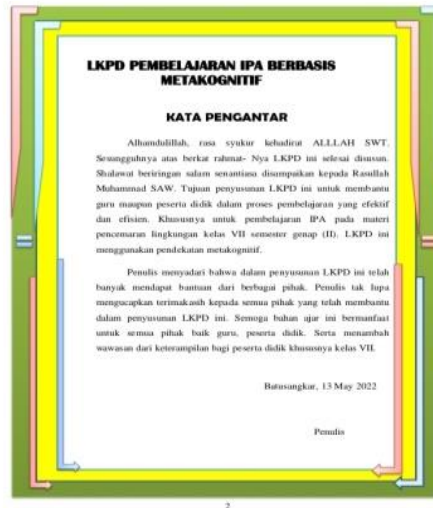 LKPD PEMBELAJARAN IPA BERBASIS
METAKOGNITIF
KATA PENGANTAR
Alhamdulillah, rasa syukur kehadirat ALLLAH SWT.
Sesungguhnya atas berkat rahmat- Nya LKPD ini selesai disusun.
Shalawat beriringan salam senantiasa disampaikan kepada Rasullah
Muhammad SAW. Tujuan penyusunan LKPD ini untuk membantu
guru maupun peserta didik dalam proses pembelajaran yang efektif
dan efisien. Khususnya untuk pembelajaran IPA pada materi
pencemaran lingkungan kelas VII semester genap (II). LKPD ini
menggunakan pendekatan metakognitif.
Penulis menyadari bahwa dalam penyusunan LKPD ini telah
banyak mendapat bantuan dari berbagai pihak. Penulis tak lupa
mengucapkan terimakasih kepada semua pihak yang telah membantu
dalam penyusunan LKPD ini. Semoga bahan ajar ini bermanfaat
untuk semua pihak baik guru, peserta didik. Serta menambah
wawasan dari keterampilan bagi peserta didik khususnya kelas VII.
Batusangkar, 13 May 2022
Penulis
2